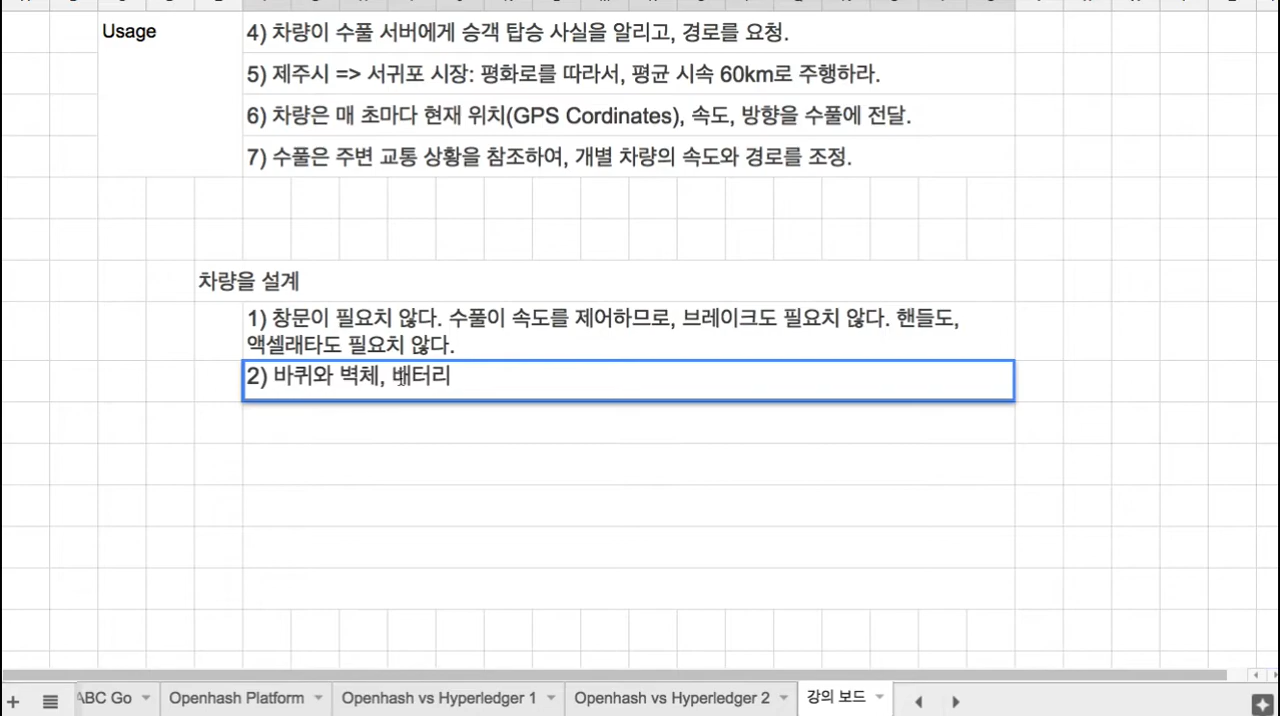 Usage
4) 차량이 수풀 서버에게 승객 탑승 사실을 알리고, 경로를 요청.
5) 제주시 => 서귀포 시장: 평화로를 따라서, 평균 시속 60km로 주행하라.
6) 차량은 매 초마다 현재 위치(GPS Cordinates), 속도, 방향을 수풀에 전달.
7) 수풀은 주변 교통 상황을 참조하여, 개별 차량의 속도와 경로를 조정.
차량을 설계
1) 창문이 필요치 않다. 수풀이 속도를 제어하므로, 브레이크도 필요치 않다. 핸들도,
액셀래타도 필요치 않다.
2) 바퀴와 벽체, 배터리
ABC Go
Openhash Platform
Openhash vs Hyperledger 1
Openhash vs Hyperledger 2
강의 보드